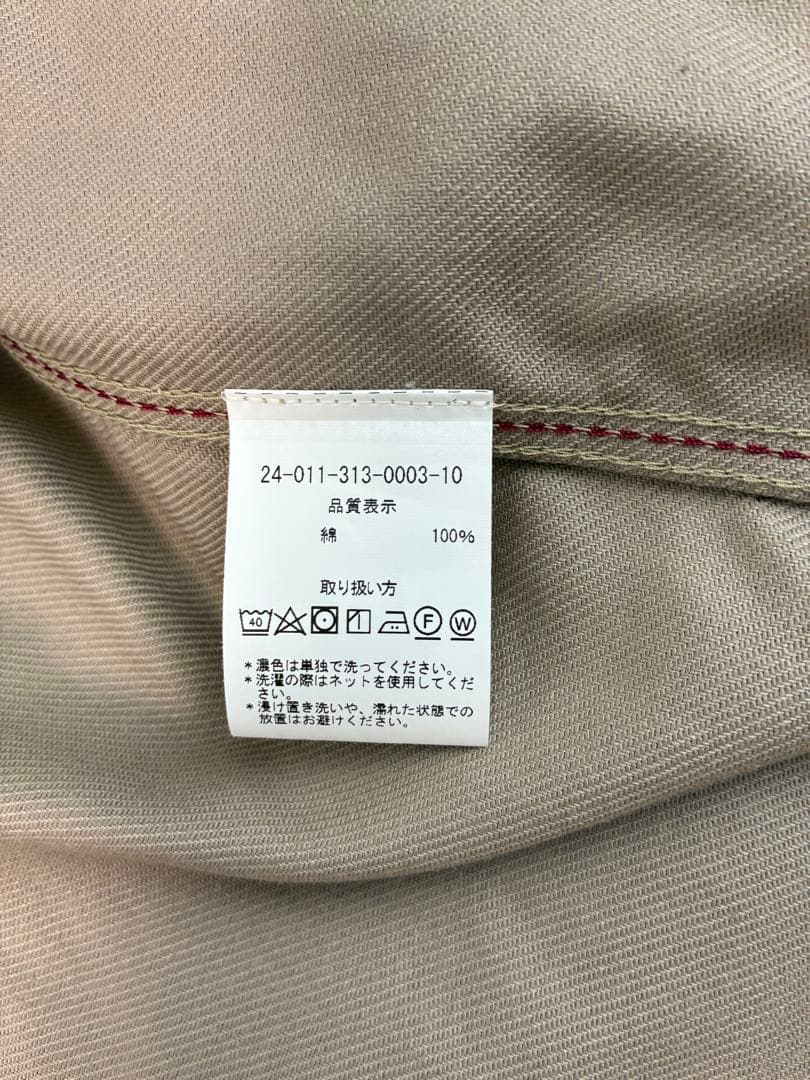 24-011-313-0003-10
品質表示
綿 100%
取り扱い方
40 F W
*濃色は単独で洗ってください。
*洗濯の際はネットを使用してくだ
さい。
*浸け置き洗いや、濡れた状態での
放置はお避けください。